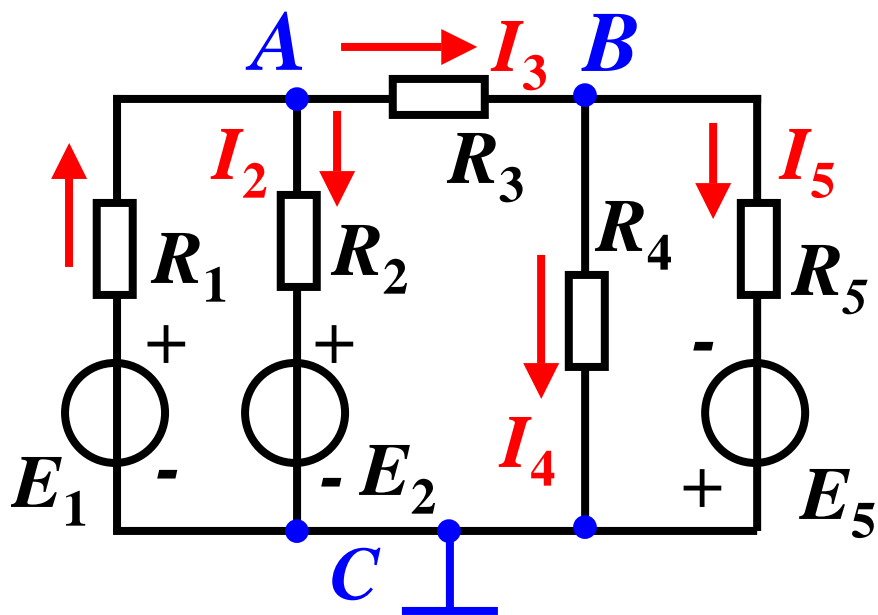 A
I3
B
I2
R3
I5
R1
R2
R4
R5
+
+
-
I4
E1
-
-
E2
+
E5
C